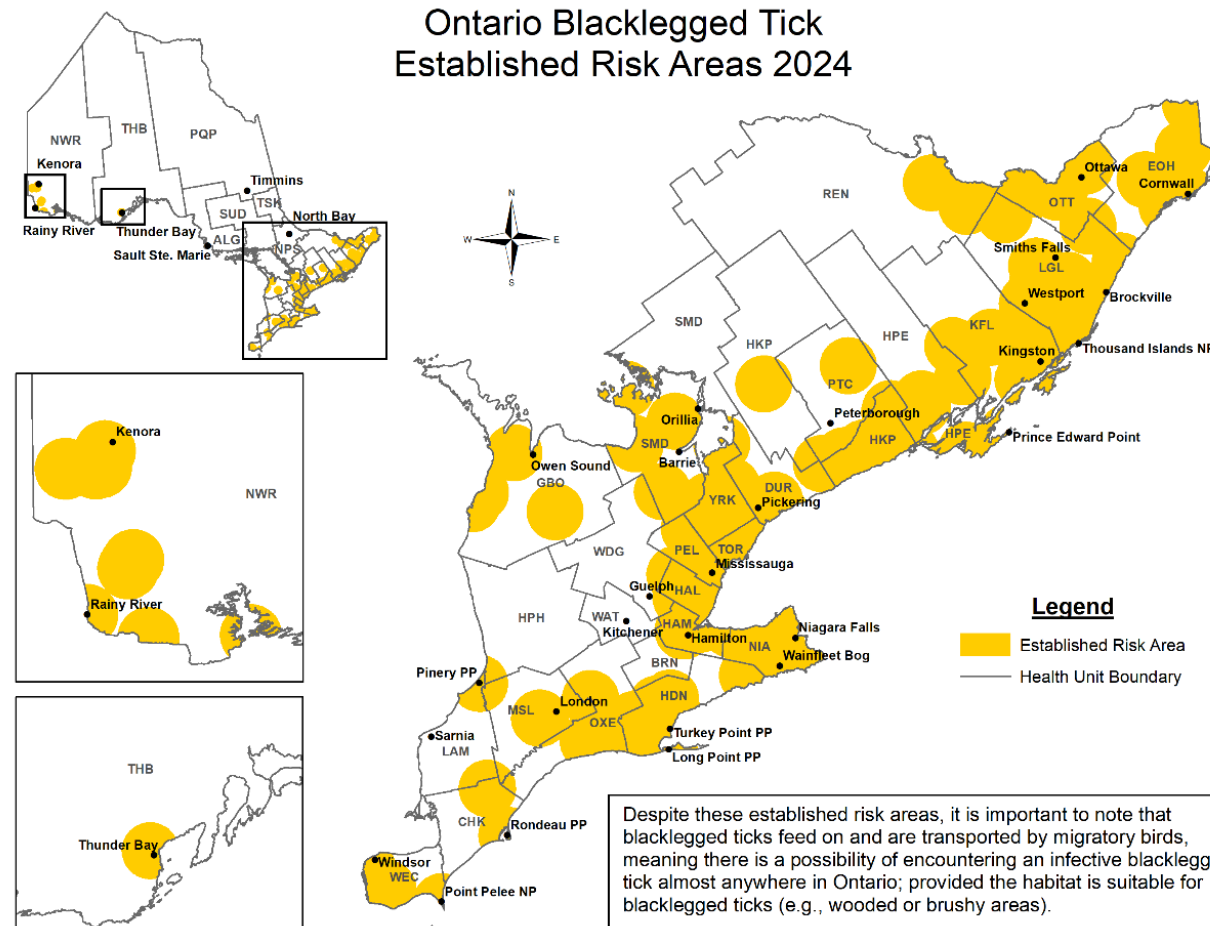 Ontario Blacklegged Tick
Established Risk Areas 2024
NWR
THB
PQP
Kenora
Timmins
TSK
SUD
North Bay
Rainy River
Thunder Bay
ALG
NPS
Sault Ste. Marie
N
W
E
S
REN
Ottawa
EOH
Cornwall
OTT
Smiths Falls
LGL
Westport
Brockville
SMD
HKP
HPE
KFL
Kingston
Thousand Islands NP
PTC
Peterborough
Orillia
HKP
HPE
Prince Edward Point
SMD
Barrie
Owen Sound
GBO
YRK
DUR
Pickering
WDG
PEL
TOR
Mississauga
Guelph
HAL
HPH
WAT
Kitchener
HAM
Hamilton
Niagara Falls
NIA
Wainfleet Bog
BRN
Pinery PP
HDN
MSL
London
OXE
Turkey Point PP
Sarnia
LAM
Long Point PP
CHK
Rondeau PP
Windsor
WEC
Point Pelee NP
Kenora
NWR
Rainy River
THB
Thunder Bay
Legend
Established Risk Area
Health Unit Boundary
Despite these established risk areas, it is important to note that
blacklegged ticks feed on and are transported by migratory birds,
meaning there is a possibility of encountering an infective blacklegg
tick almost anywhere in Ontario; provided the habitat is suitable for
blacklegged ticks (e.g., wooded or brushy areas).